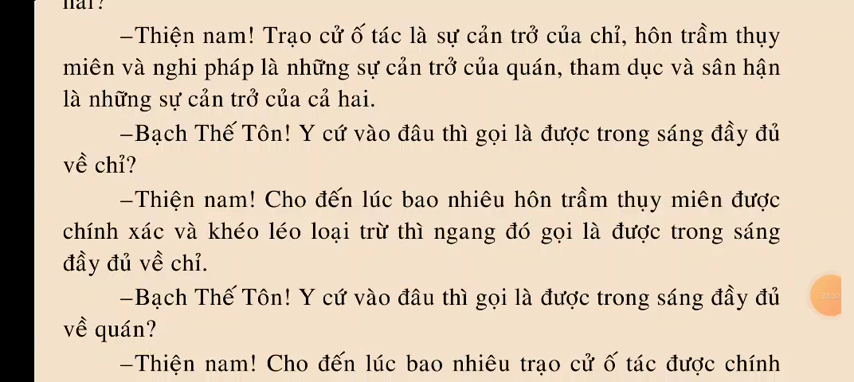 –Thiện nam! Trạo cử ố tác là sự cản trở của chỉ, hôn trầm thụy
miên và nghi pháp là những sự cản trở của quán, tham dục và sân hận
là những sự cản trở của cả hai.
–Bạch Thế Tôn! Y cứ vào đâu thì gọi là được trong sáng đầy đủ
về chỉ?
–Thiện nam! Cho đến lúc bao nhiêu hôn trầm thụy miên được
chính xác và khéo léo loại trừ thì ngang đó gọi là được trong sáng
đầy đủ về chỉ.
–Bạch Thế Tôn! Y cứ vào đâu thì gọi là được trong sáng đầy đủ
về quán?
–Thiện nam! Cho đến lúc bao nhiêu trạo cử ố tác được chính